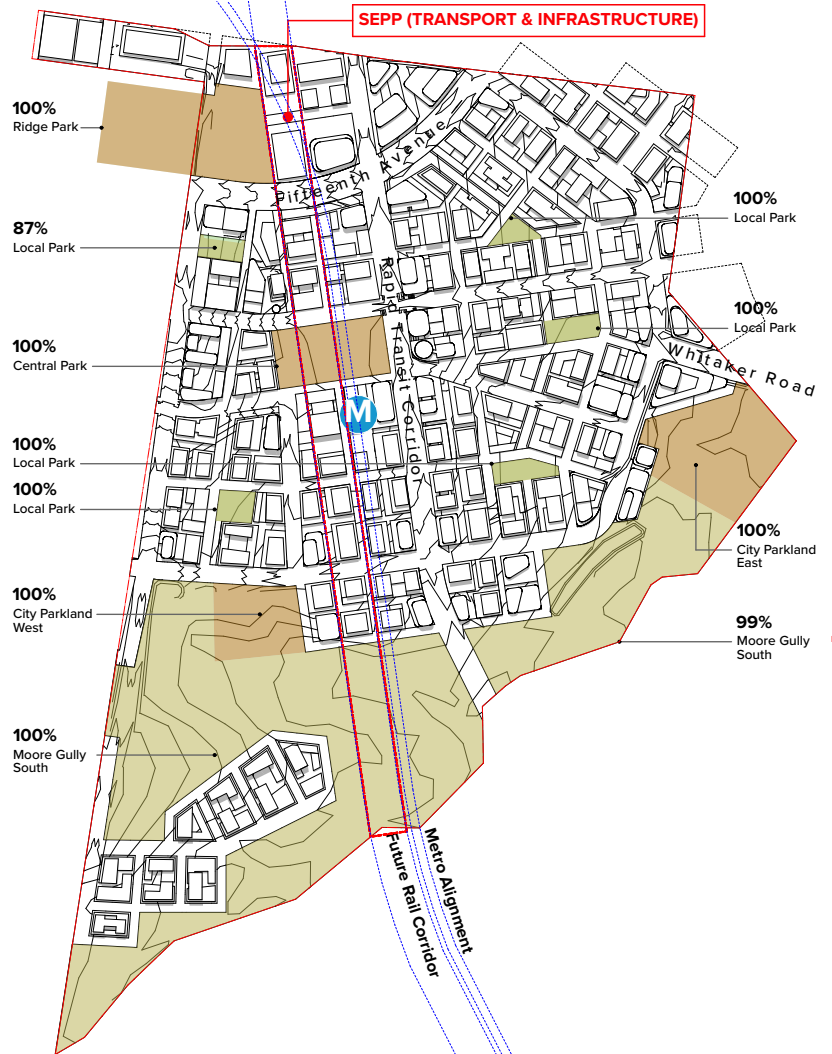 SEPP (TRANSPORT & INFRASTRUCTURE)
100%
Ridge Park
Fifteenth Avenue
87%
Local Park
100%
Local Park
Rapid Transit Corridor
100%
Local Park
100%
Central Park
Whitaker Road
M
100%
Local Park
100%
Local Park
100%
City Parkland
East
100%
City Parkland
West
99%
Moore Gully
South
100%
Moore Gully
South
Future Rail Corridor
Metro Alignment